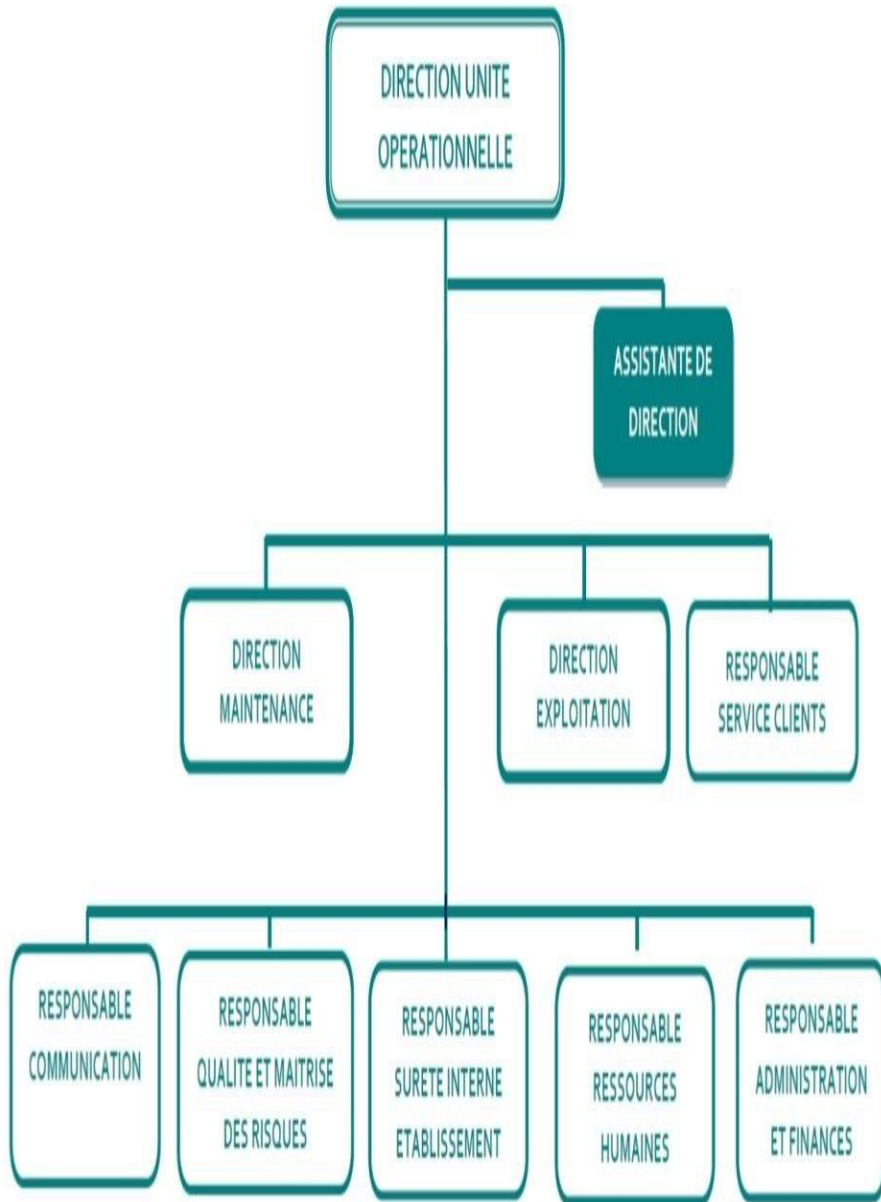 DIRECTION UNITE
OPERATIONNELLE
ASSISTANTE DE
DIRECTION
DIRECTION
MAINTENANCE
DIRECTION
EXPLOITATION
RESPONSABLE
SERVICE CLIENTS
RESPONSABLE
COMMUNICATION
RESPONSABLE
QUALITE ET MAITRISE
DES RISQUES
RESPONSABLE
SURETE INTERNE
ETABLISSEMENT
RESPONSABLE
RESSOURCES
HUMAINES
RESPONSABLE
ADMINISTRATION
ET FINANCES